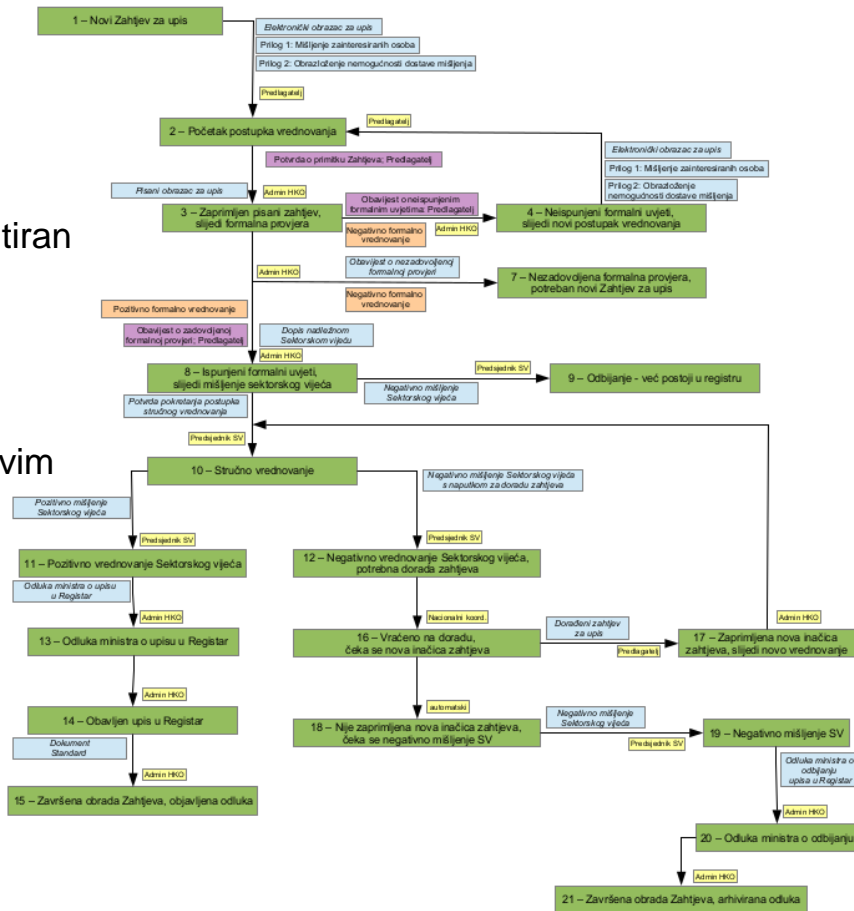 1 – Novi Zahtjev za upis
Elektronički obrazac za upis
Prilog 1: Mišljenje zainteresiranih osoba
Prilog 2: Obrazloženje nemogućnosti dostave mišljenja
Predlagatelj
2 – Početak postupka vrednovanja
Predlagatelj
Elektronički obrazac za upis
Prilog 1: Mišljenje zainteresiranih osoba
Prilog 2: Obrazloženje
nemogućnosti dostave mišljenja
Potvrda o primitku Zahtjeva; Predlagatelj
Pisani obrazac za upis
Admin HKO
3 – Zaprimljen pisani zahtjev,
slijedi formalna provjera
Obavijest o neispunjenim
formalnim uvjetima: Predlagatelj
Negativno formalno
vrednovanje
Admin HKO
4 – Neispunjeni formalni uvjeti,
slijedi novi postupak vrednovanja
tiran
Obavijest o nezadovoljenoj
formalnoj provjeri
Admin HKO
Negativno formalno
vrednovanje
7 – Nezadovoljena formalna provjera,
potreban novi Zahtjev za upis
Pozitivno formalno vrednovanje
Obavijest o zadovoljenoj
formalnoj provjeri; Predlagatelj
Dopis nadležnom
Sektorskom vijeću
Admin HKO
8 – Ispunjeni formalni uvjeti,
slijedi mišljenje sektorskog vijeća
Predsjednik SV
Negativno mišljenje
Sektorskog vijeća
9 – Odbijanje - već postoji u registru
Potvrda pokretanja postupka
stručnog vrednovanja
Predsjednik SV
vim
10 – Stručno vrednovanje
Negativno mišljenje Sektorskog vijeća
s naputkom za doradu zahtjeva
Pozitivno mišljenje
Sektorskog vijeća
Predsjednik SV
Predsjednik SV
11 – Pozitivno vrednovanje Sektorskog vijeća
12 – Negativno vrednovanje Sektorskog vijeća,
potrebna dorada zahtjeva
Odluka ministra o upisu
u Registar
Admin HKO
Nacionalni koord.
Dorađeni zahtjev
za upis
Admin HKO
13 – Odluka ministra o upisu u Registar
16 – Vraćeno na doradu,
čeka se nova inačica zahtjeva
Predlagatelj
17 – Zaprimljena nova inačica
zahtjeva, slijedi novo vrednovanje
Admin HKO
automatski
14 – Obavljen upis u Registar
18 – Nije zaprimljena nova inačica zahtjeva,
čeka se negativno mišljenje SV
Negativno mišljenje
Sektorskog vijeća
Predsjednik SV
19 – Negativno mišljenje SV
Dokument
Standard
Admin HKO
Odluka ministra o
odbijanju
upisa u Registar
15 – Završena obrada Zahtjeva, objavljena odluka
Admin HKO
20 – Odluka ministra o odbijanju
Admin HKO
21 – Završena obrada Zahtjeva, arhivirana odluka